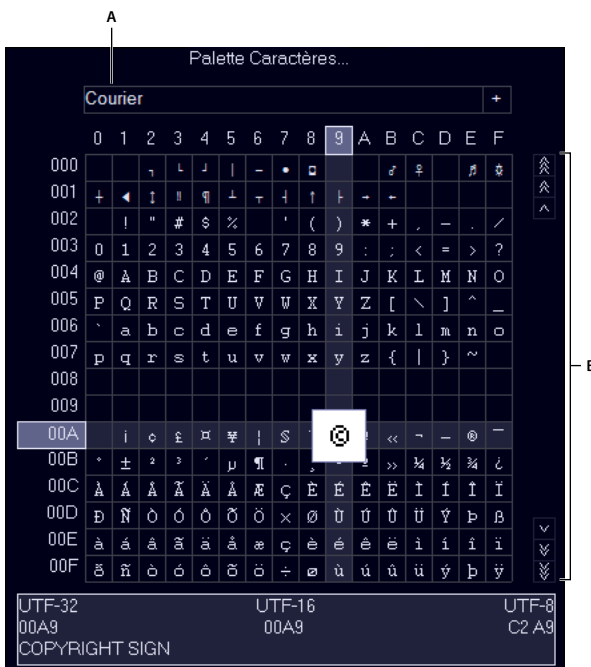 A
Palette Caractères...
Courier +
0 1 2 3 4 5 6 7 8 9 A B C D E F
000 ┐ └ ┘ │ − • ◘ ♂ ♀ ♬ ☼
001 ┼ ◄ ↕ ‼ ¶ ┴ ┬ ┤ ↑ ├ → ←
002 ! " # $ % ' ( ) * + , – . /
003 0 1 2 3 4 5 6 7 8 9 : ; < = > ?
004 @ A B C D E F G H I J K L M N O
005 P Q R S T U V W X Y Z [ \ ] ^ _
006 ` a b c d e f g h i j k l m n o
007 p q r s t u v w x y z { | } ~
008
009
00A ¡ ¢ £ ¤ ¥ ¦ § © « ¬ – ® ¯
00B ° ± ² ³ ´ µ ¶ · ¸ º » ¼ ½ ¾ ¿
00C À Á Â Ã Ä Å Æ Ç È É Ê Ë Ì Í Î Ï
00D Ð Ñ Ò Ó Ô Õ Ö × Ø Ù Ú Û Ü Ý Þ ß
00E à á â ã ä å æ ç è é ê ë ì í î ï
00F ð ñ ò ó ô õ ö ÷ ø ù ú û ü ý þ ÿ
UTF-32 UTF-16 UTF-8
00A9 00A9 C2 A9
COPYRIGHT SIGN